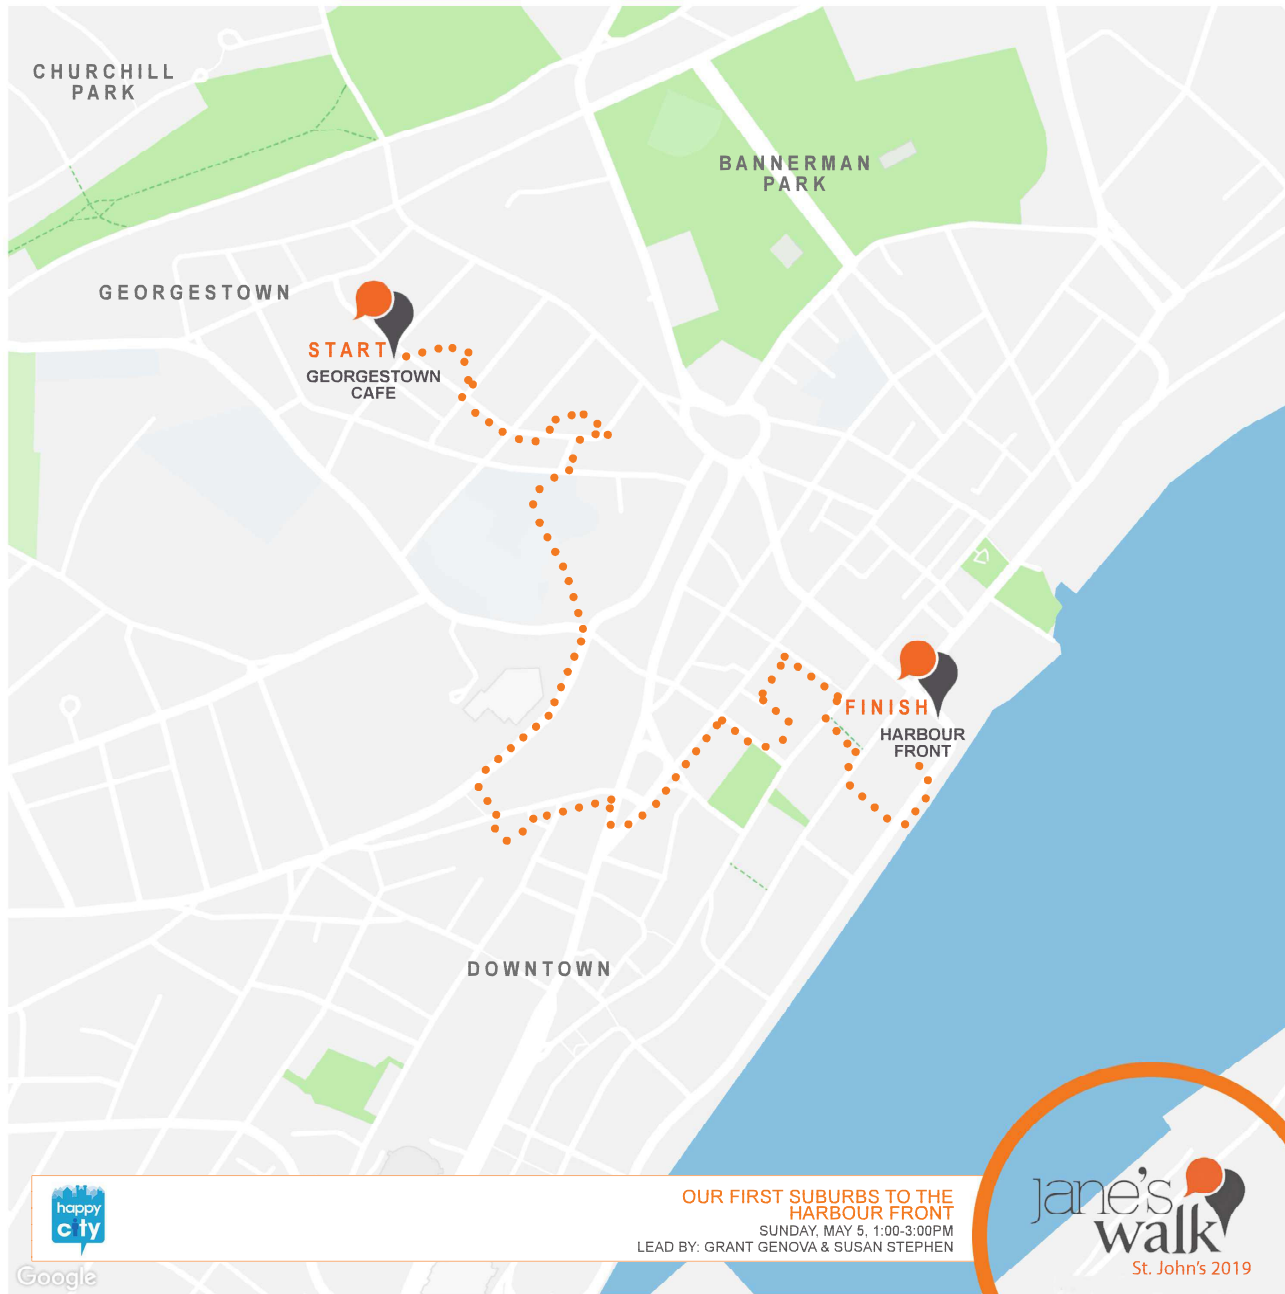 CHURCHILL
PARK
BANNERMAN
PARK
GEORGESTOWN
START
GEORGESTOWN
CAFE
FINISH
HARBOUR
FRONT
DOWNTOWN
happy
city
OUR FIRST SUBURBS TO THE
HARBOUR FRONT
SUNDAY, MAY 5, 1:00-3:00PM
LEAD BY: GRANT GENOVA & SUSAN STEPHEN
jane's
walk
St. John's 2019
Google